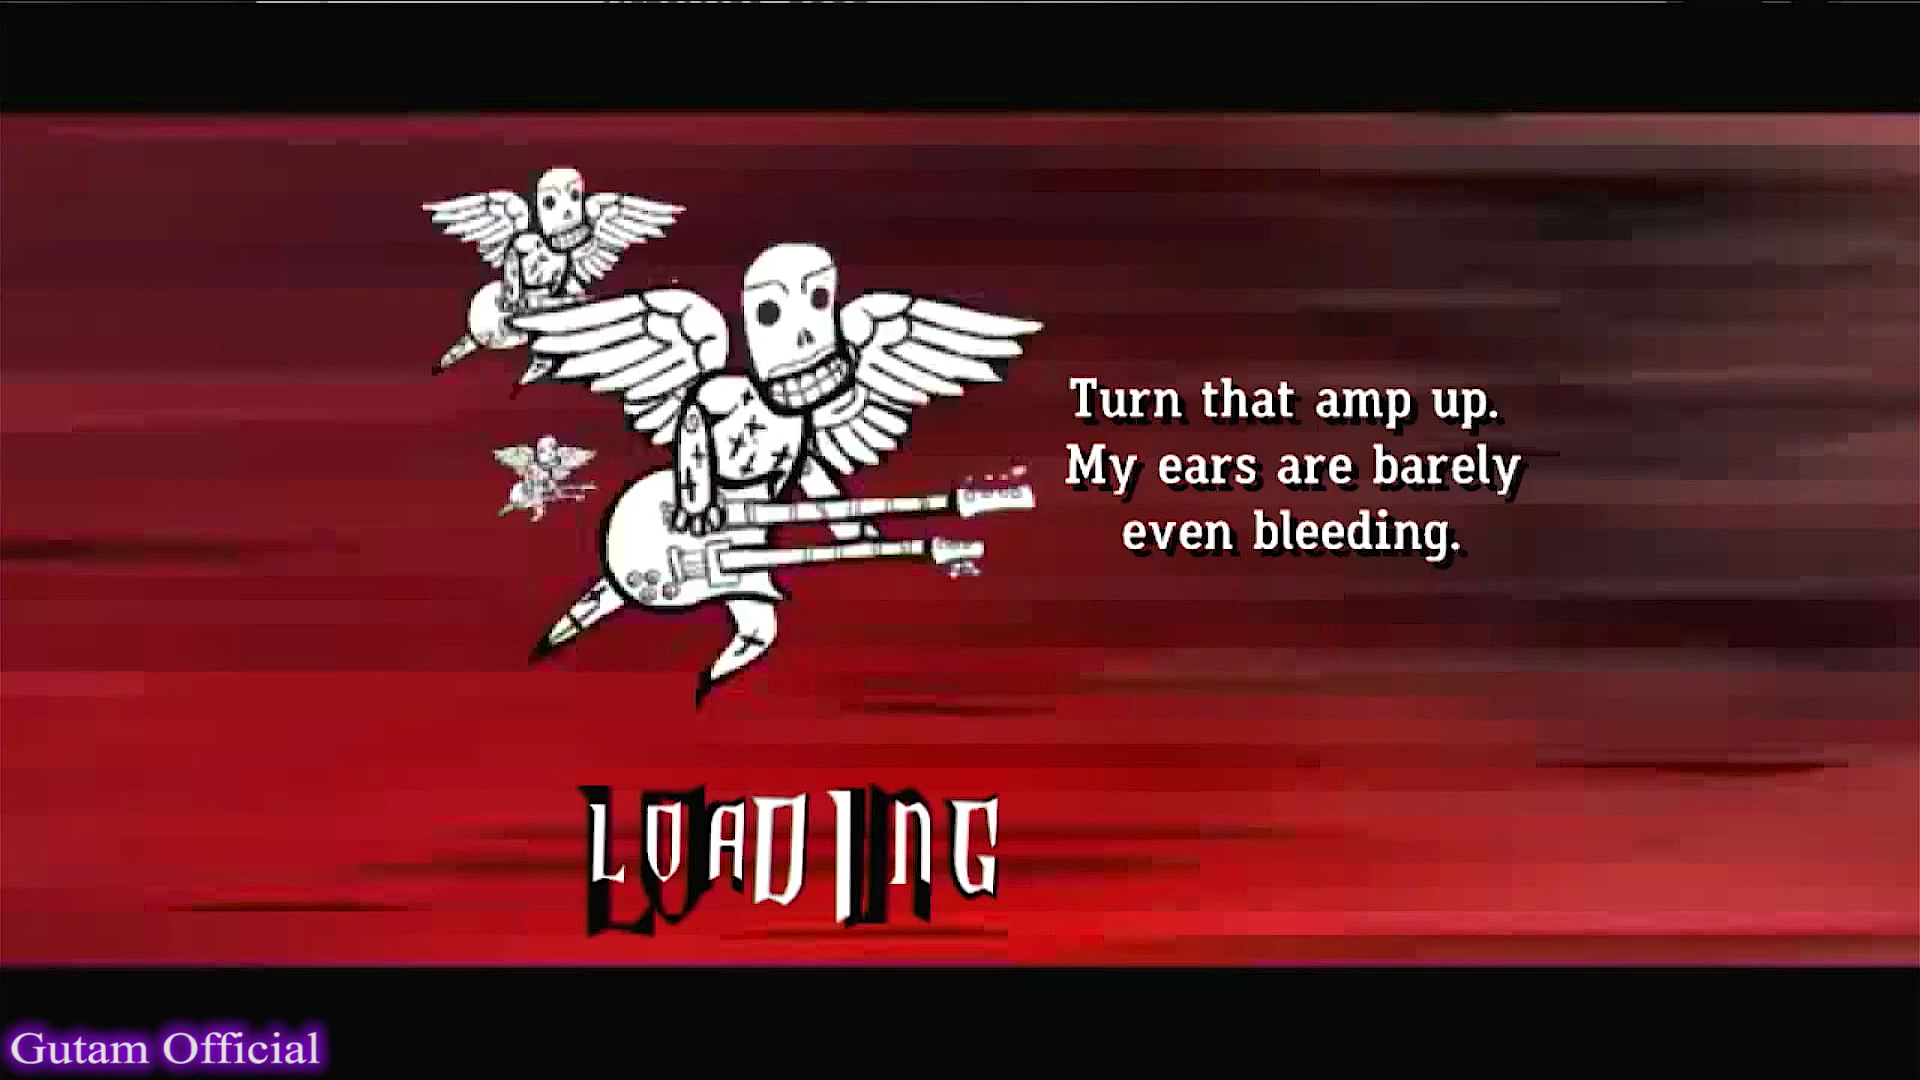 Turn that amp up.
My ears are barely
even bleeding.
LOADING
Gutam Official